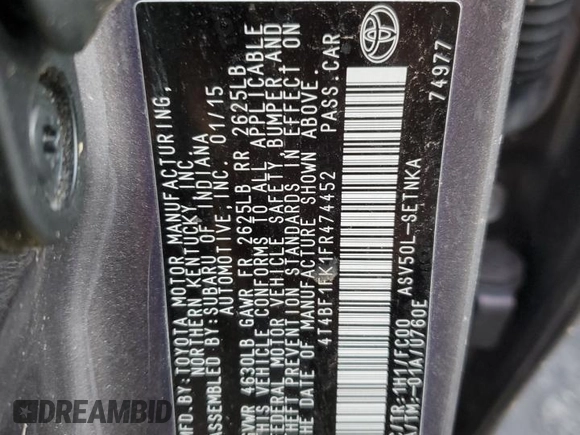 MFD.BY:TOYOTA MOTOR MANUFACTURING,
NORTHERN KENTUCKY, INC.
ASSEMBLED BY:SUBARU OF INDIANA
AUTOMOTIVE, INC. 01/15
GVWR 4630LB GAWR FR 2625LB RR 2625LB
THIS VEHICLE CONFORMS TO ALL APPLICABLE
FEDERAL MOTOR VEHICLE SAFETY, BUMPER AND
THEFT PREVENTION STANDARDS IN EFFECT ON
THE DATE OF MANUFACTURE SHOWN ABOVE.
4T4BF1FK1FR474452 PASS. CAR
C/TR:1H1/FC00 ASV50L-SETNKA
A/TM:-01A/U760E
74977
TOYOTA
DREAMBID